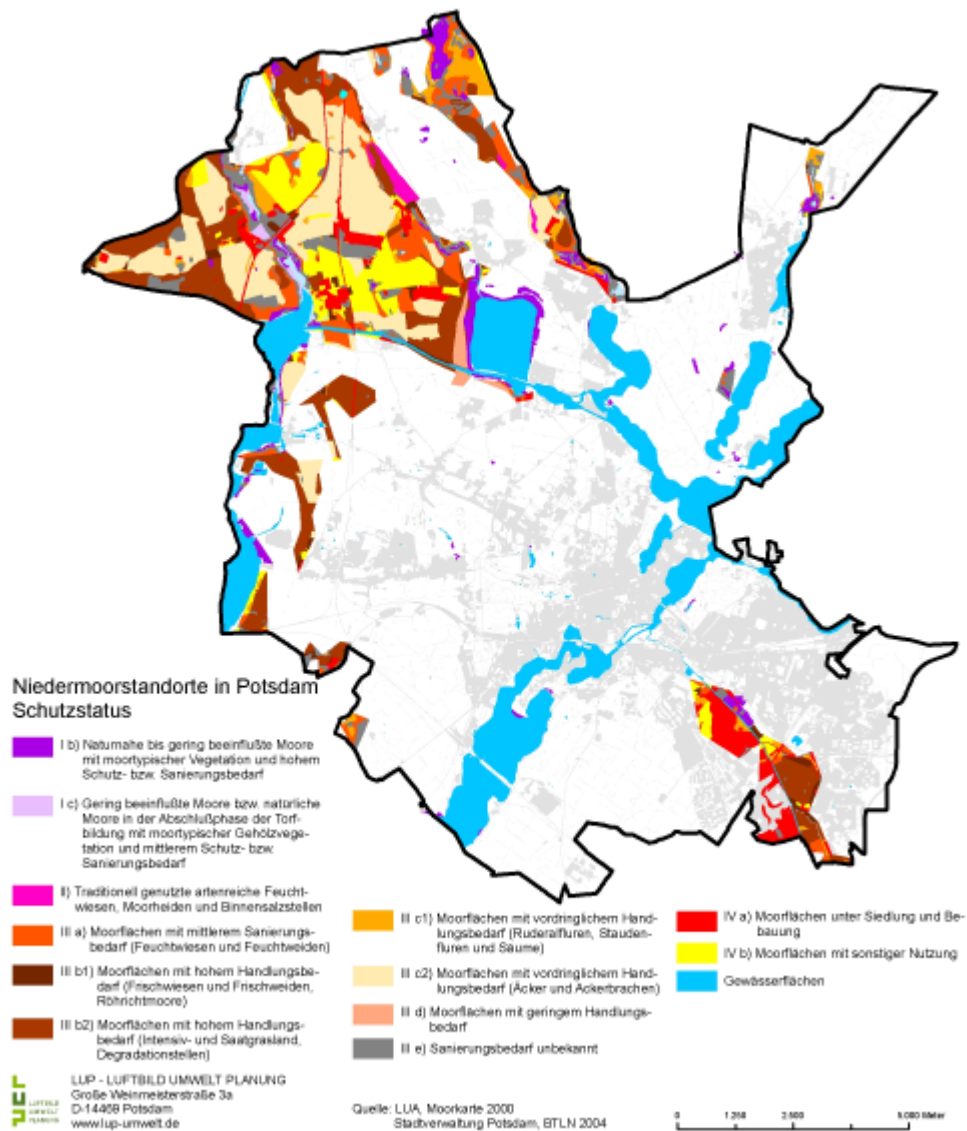 Niedermoorstandorte in Potsdam
Schutzstatus
I b) Naturnahe bis gering beeinflußte Moore
mit moortypischer Vegetation und hohem
Schutz- bzw. Sanierungsbedarf
I c) Gering beeinflußte Moore bzw. natürliche
Moore in der Abschlußphase der Torf-
bildung mit moortypischer Gehölzvege-
tation und mittlerem Schutz- bzw.
Sanierungsbedarf
II) Traditionell genutzte artenreiche Feucht-
wiesen, Moorheiden und Binnensalzstellen
III a) Moorflächen mit mittlerem Sanierungs-
bedarf (Feuchtwiesen und Feuchtweiden)
III b1) Moorflächen mit hohem Handlungsbe-
darf (Frischwiesen und Frischweiden,
Röhrichtmoore)
III b2) Moorflächen mit hohem Handlungs-
bedarf (Intensiv- und Saatgrasland,
Degradationstellen)
III c1) Moorflächen mit vordringlichem Hand-
lungsbedarf (Ruderalfluren, Stauden-
fluren und Säume)
III c2) Moorflächen mit vordringlichem Hand-
lungsbedarf (Äcker und Ackerbrachen)
III d) Moorflächen mit geringem Handlungs-
bedarf
III e) Sanierungsbedarf unbekannt
IV a) Moorflächen unter Siedlung und Be-
bauung
IV b) Moorflächen mit sonstiger Nutzung
Gewässerflächen
LUFTBILD
UMWELT
PLANUNG
LUP - LUFTBILD UMWELT PLANUNG
Große Weinmeisterstraße 3a
D-14469 Potsdam
www.lup-umwelt.de
Quelle: LUA, Moorkarte 2000
Stadtverwaltung Potsdam, BTLN 2004
0 1.250 2.500 5.000 Meter